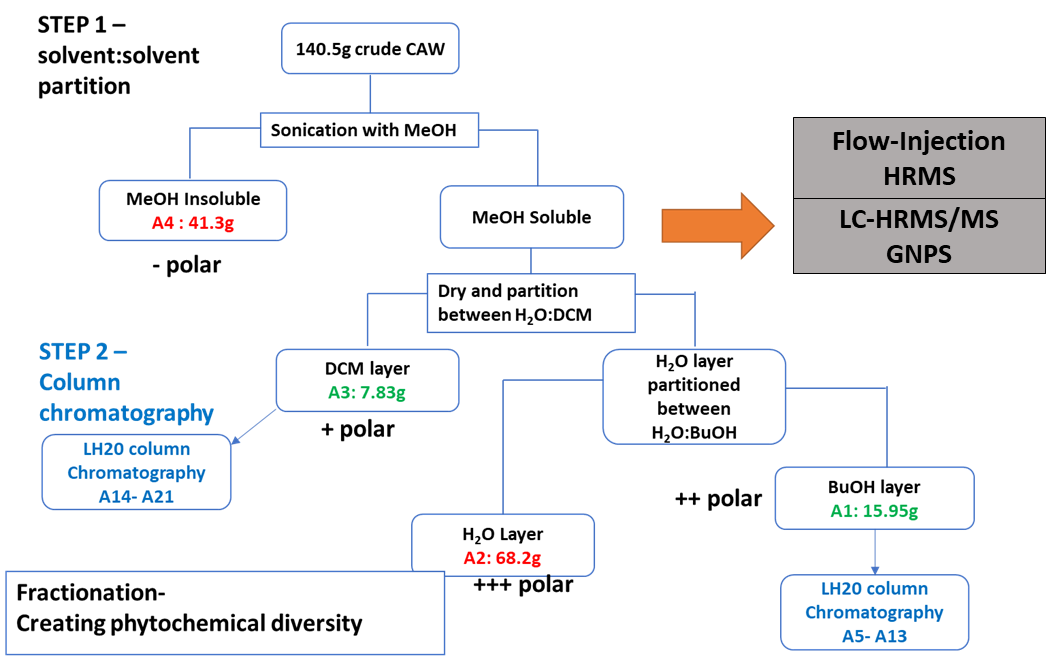 STEP 1 –
solvent:solvent
partition
140.5g crude CAW
Sonication with MeOH
MeOH Insoluble
A4 : 41.3g
- polar
MeOH Soluble
Flow-Injection
HRMS
LC-HRMS/MS
GNPS
Dry and partition
between H₂O:DCM
STEP 2 –
Column
chromatography
DCM layer
A3: 7.83g
+ polar
H₂O layer
partitioned
between
H₂O:BuOH
LH20 column
Chromatography
A14- A21
++ polar
BuOH layer
A1: 15.95g
H₂O Layer
A2: 68.2g
+++ polar
Fractionation-
Creating phytochemical diversity
LH20 column
Chromatography
A5- A13